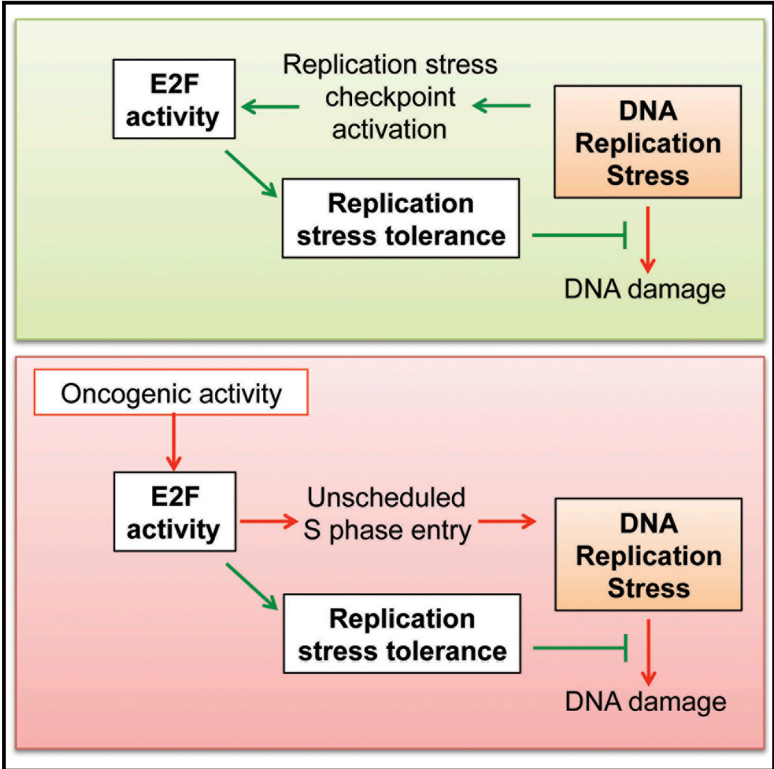 E2F
activity
Replication stress
checkpoint
activation
DNA
Replication
Stress
Replication
stress tolerance
DNA damage
Oncogenic activity
E2F
activity
Unscheduled
S phase entry
DNA
Replication
Stress
Replication
stress tolerance
DNA damage